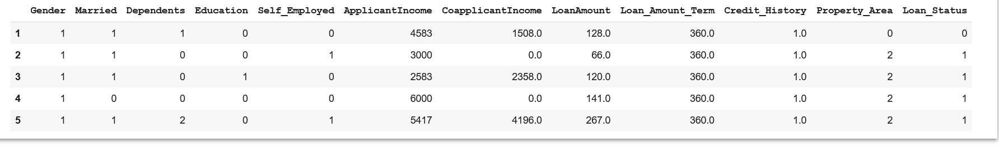 Gender Married Dependents Education Self_Employed ApplicantIncome CoapplicantIncome LoanAmount Loan_Amount_Term Credit_History Property_Area Loan_Status
1 1 1 1 0 0 4583 1508.0 128.0 360.0 1.0 0 0
2 1 1 0 0 1 3000 0.0 66.0 360.0 1.0 2 1
3 1 1 0 1 0 2583 2358.0 120.0 360.0 1.0 2 1
4 1 0 0 0 0 6000 0.0 141.0 360.0 1.0 2 1
5 1 1 2 0 1 5417 4196.0 267.0 360.0 1.0 2 1